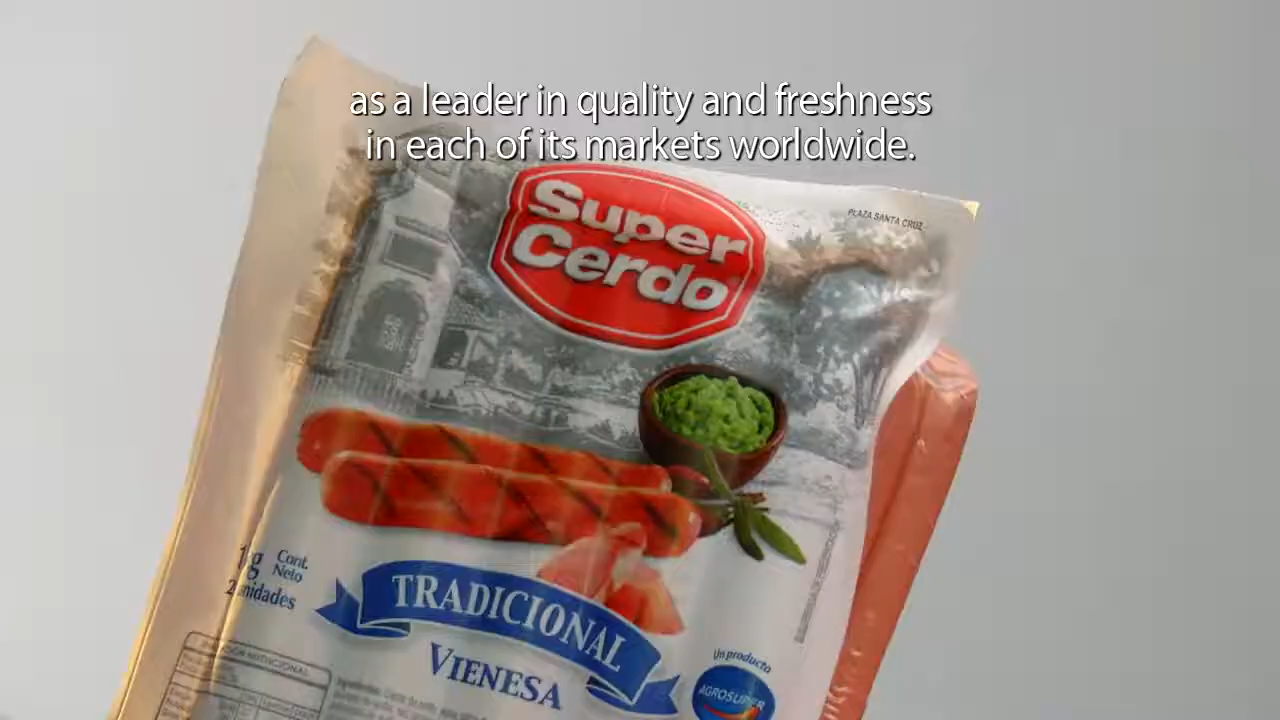 as a leader in quality and freshness
in each of its markets worldwide.
PLAZA SANTA CRUZ
Super
Cerdo
Cont.
Neto
TRADICIONAL
VIENESA
Un producto
AGROSUPER